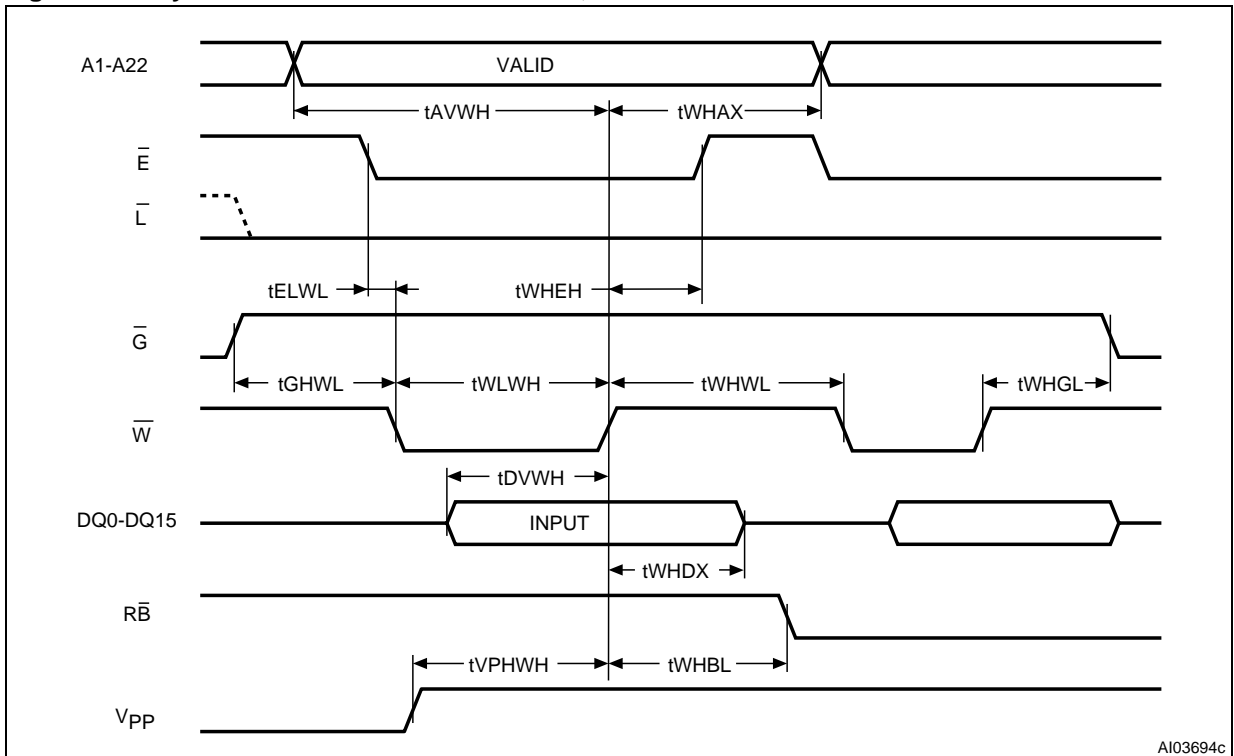 A1-A22
VALID
tAVWH
tWHAX
E̅
L̅
tELWL
tWHEH
G̅
tGHWL
tWLWH
tWHWL
tWHGL
W̅
tDVWH
DQ0-DQ15
INPUT
tWHDX
RB̅
tVPHWH
tWHBL
VPP
AI03694c